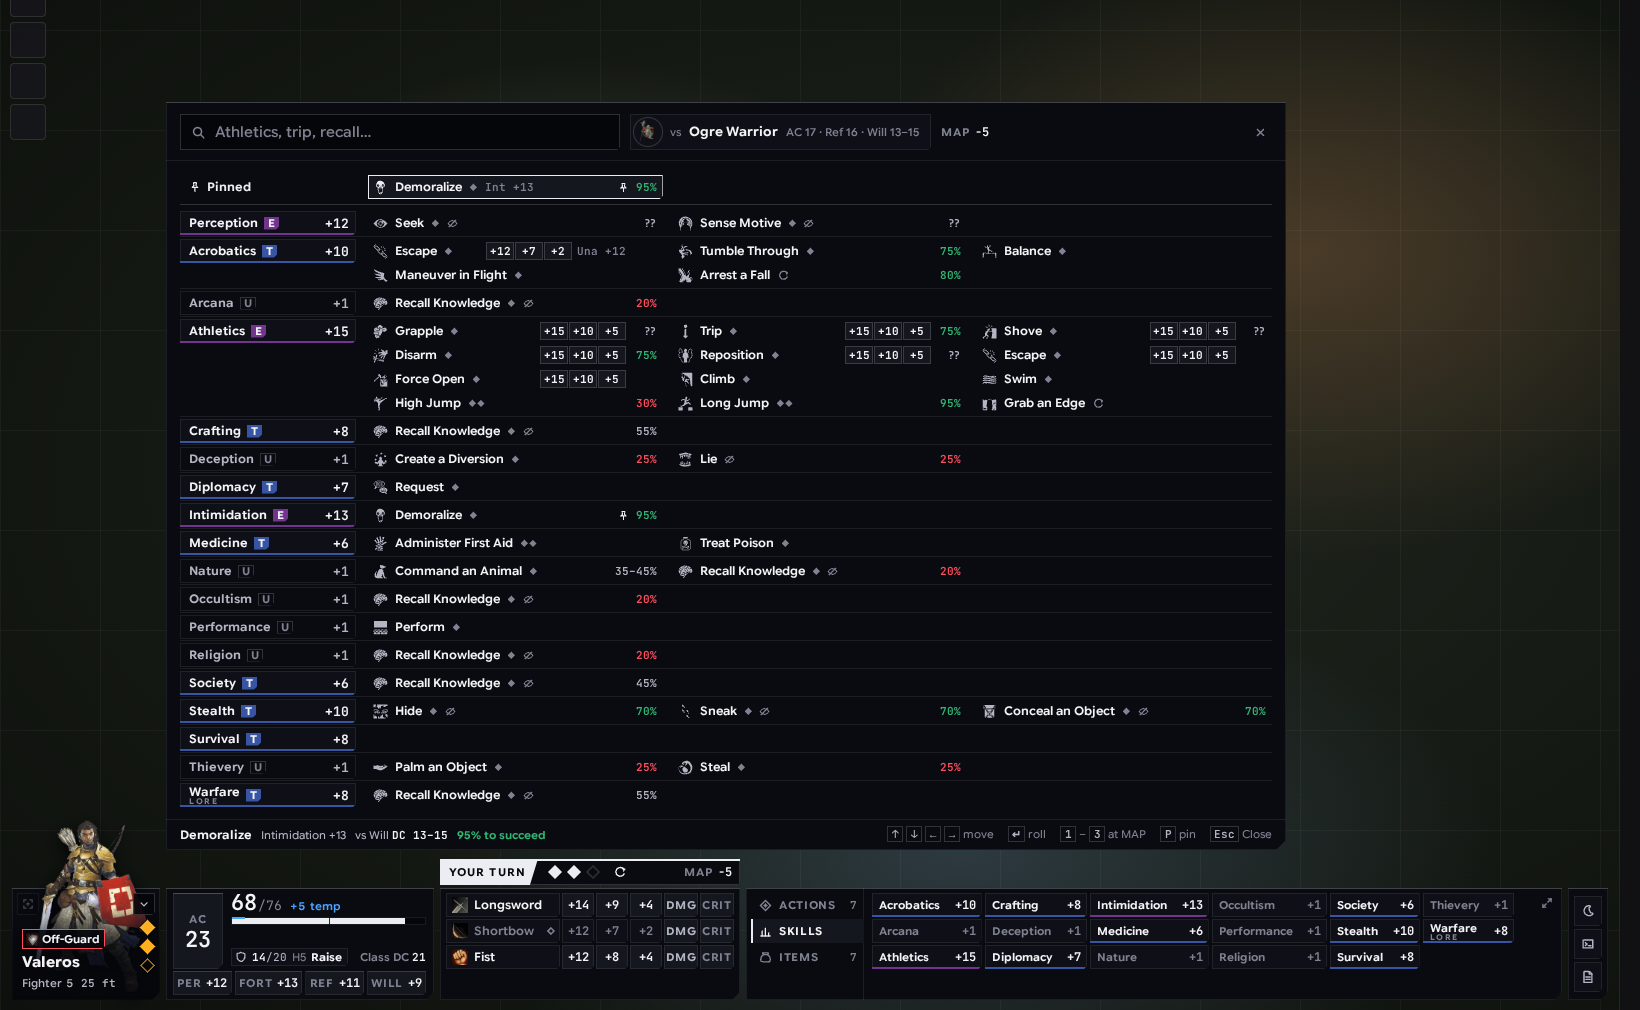 Athletics, trip, recall... vs Ogre Warrior AC 17 · Ref 16 · Will 13–15 MAP -5
Pinned Demoralize Int +13 95%
Perception E +12 Seek ?? Sense Motive ??
Acrobatics T +10 Escape +12 +7 +2 Una +12 Tumble Through 75% Balance
Maneuver in Flight Arrest a Fall 80%
Arcana U +1 Recall Knowledge 20%
Athletics E +15 Grapple +15 +10 +5 ?? Trip +15 +10 +5 75% Shove +15 +10 +5 ??
Disarm +15 +10 +5 75% Reposition +15 +10 +5 ?? Escape +15 +10 +5
Force Open +15 +10 +5 Climb Swim
High Jump 30% Long Jump 95% Grab an Edge
Crafting T +8 Recall Knowledge 55%
Deception U +1 Create a Diversion 25% Lie 25%
Diplomacy T +7 Request
Intimidation E +13 Demoralize 95%
Medicine T +6 Administer First Aid Treat Poison
Nature U +1 Command an Animal 35–45% Recall Knowledge 20%
Occultism U +1 Recall Knowledge 20%
Performance U +1 Perform
Religion U +1 Recall Knowledge 20%
Society T +6 Recall Knowledge 45%
Stealth T +10 Hide 70% Sneak 70% Conceal an Object 70%
Survival T +8
Thievery U +1 Palm an Object 25% Steal 25%
Warfare LORE T +8 Recall Knowledge 55%
Demoralize Intimidation +13 vs Will DC 13–15 95% to succeed ↑ ↓ ← → move ↵ roll 1 – 3 at MAP P pin Esc Close
YOUR TURN MAP -5
Off-Guard
Valeros
Fighter 5 25 ft
AC
23
68/76 +5 temp
14/20 H5 Raise Class DC 21
PER +12 FORT +13 REF +11 WILL +9
Longsword +14 +9 +4 DMG CRIT
Shortbow +12 +7 +2 DMG CRIT
Fist +12 +8 +4 DMG CRIT
ACTIONS 7
SKILLS
ITEMS 7
Acrobatics +10 Crafting +8 Intimidation +13 Occultism +1 Society +6 Thievery +1
Arcana +1 Deception +1 Medicine +6 Performance +1 Stealth +10 Warfare LORE +8
Athletics +15 Diplomacy +7 Nature +1 Religion +1 Survival +8